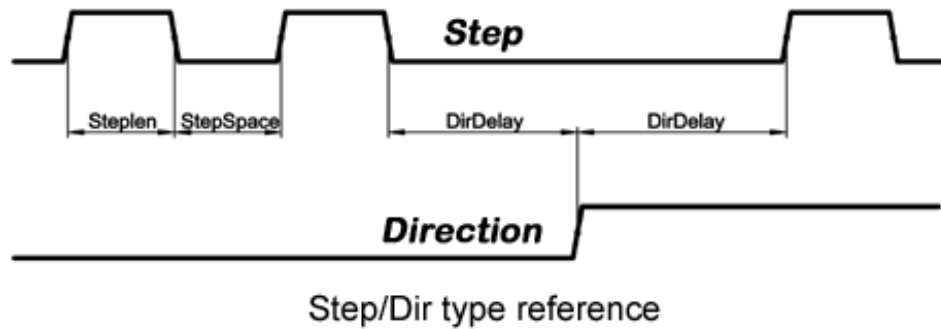 Step
Steplen StepSpace DirDelay DirDelay
Direction
Step/Dir type reference